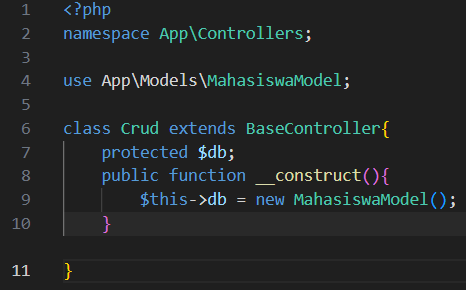 1 <?php
2 namespace App\Controllers;
3
4 use App\Models\MahasiswaModel;
5
6 class Crud extends BaseController{
7     protected $db;
8     public function __construct(){
9         $this->db = new MahasiswaModel();
10     }
11 }